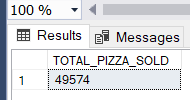 100 %
Results Messages
TOTAL_PIZZA_SOLD
1 49574